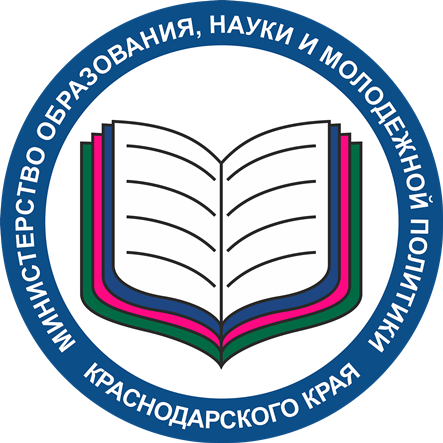 МИНИСТЕРСТВО ОБРАЗОВАНИЯ, НАУКИ И МОЛОДЕЖНОЙ ПОЛИТИКИ
КРАСНОДАРСКОГО КРАЯ